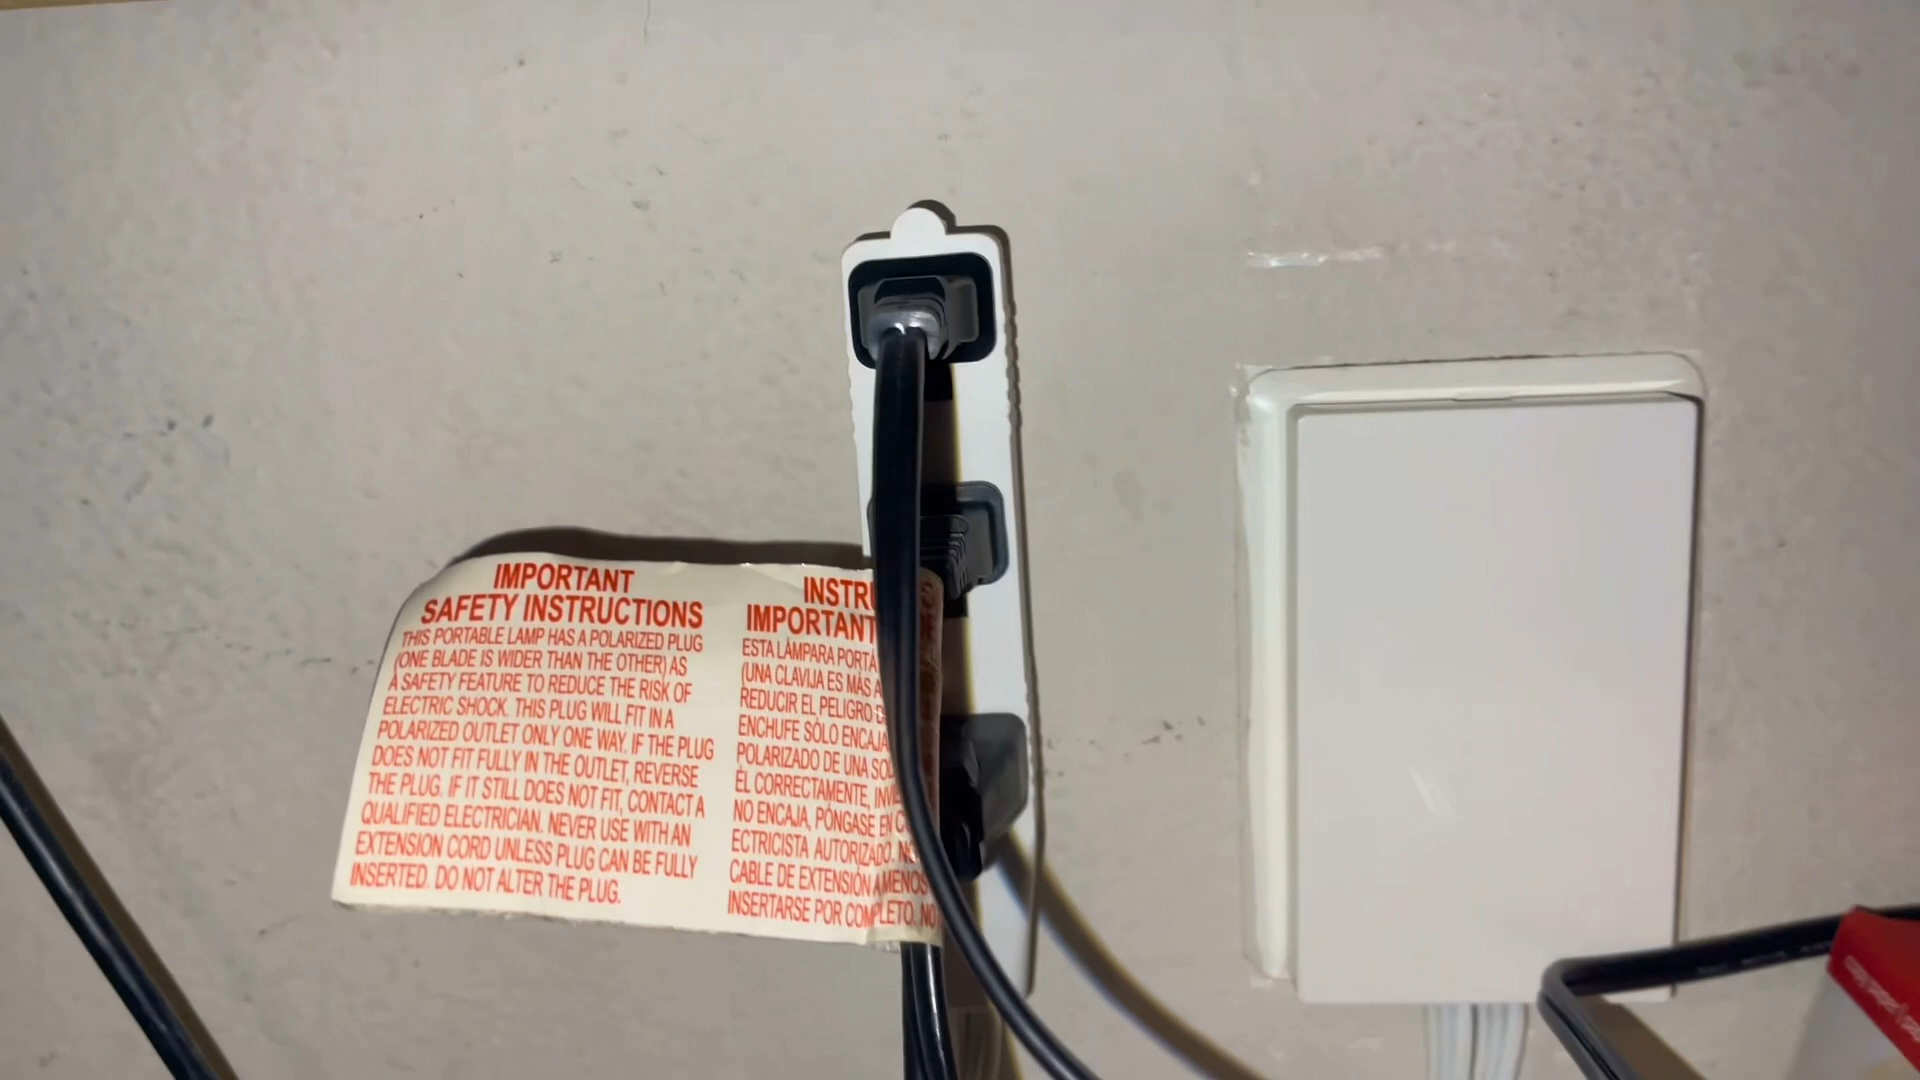 IMPORTANT
SAFETY INSTRUCTIONS
THIS PORTABLE LAMP HAS A POLARIZED PLUG
(ONE BLADE IS WIDER THAN THE OTHER) AS
A SAFETY FEATURE TO REDUCE THE RISK OF
ELECTRIC SHOCK. THIS PLUG WILL FIT IN A
POLARIZED OUTLET ONLY ONE WAY. IF THE PLUG
DOES NOT FIT FULLY IN THE OUTLET, REVERSE
THE PLUG. IF IT STILL DOES NOT FIT, CONTACT A
QUALIFIED ELECTRICIAN. NEVER USE WITH AN
EXTENSION CORD UNLESS PLUG CAN BE FULLY
INSERTED. DO NOT ALTER THE PLUG.
INSTRU
IMPORTANT
ESTA LÁMPARA PORTÁ
(UNA CLAVIJA ES MÁS A
REDUCIR EL PELIGRO D
ENCHUFE SÓLO ENCAJA
POLARIZADO DE UNA SOL
ÉL CORRECTAMENTE, INVI
NO ENCAJA, PÓNGASE EN C
ECTRICISTA AUTORIZADO. N
CABLE DE EXTENSIÓN A MENOS
INSERTARSE POR COMPLETO. NO